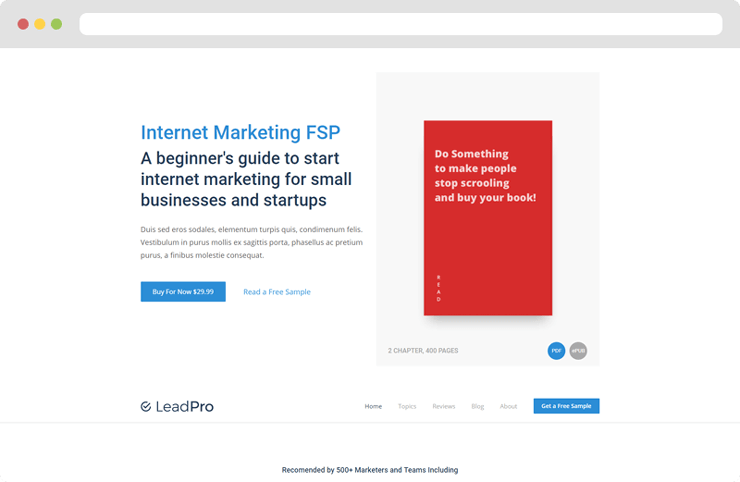 Internet Marketing FSP
A beginner's guide to start
internet marketing for small
businesses and startups
Duis sed eros sodales, elementum turpis quis, condimenum felis.
Vestibulum in purus mollis ex sagittis porta, phasellus ac pretium
purus, a finibus molestie consequat.
Buy For Now $29.99
Read a Free Sample
Do Something
to make people
stop scrooling
and buy your book!
R
E
A
D
2 CHAPTER, 400 PAGES
PDF
ePUB
LeadPro
Home
Topics
Reviews
Blog
About
Get a Free Sample
Recomended by 500+ Marketers and Teams Including